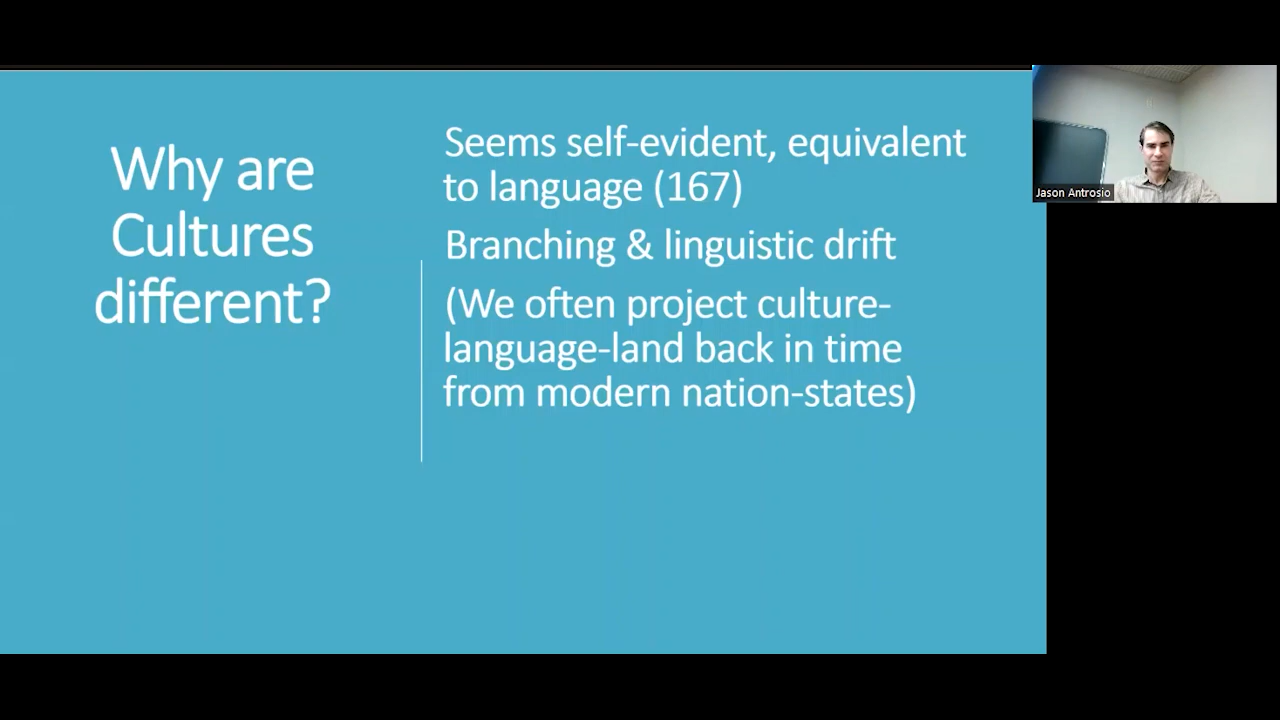 Why are
Cultures
different?
Seems self-evident, equivalent
to language (167)
Branching & linguistic drift
(We often project culture-
language-land back in time
from modern nation-states)
Jason Antrosio